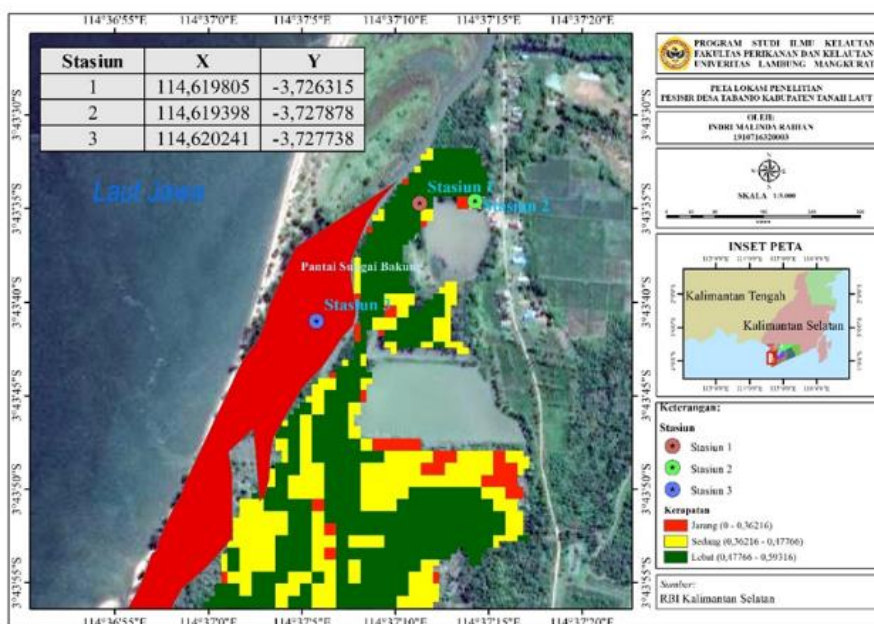 114°36'55"E 114°37'0"E 114°37'5"E 114°37'10"E 114°37'15"E 114°37'20"E
Stasiun X Y
1 114,619805 -3,726315
2 114,619398 -3,727878
3 114,620241 -3,727738
Laut Jawa
Stasiun 1
Stasiun 2
Pantai Sungai Bakung
Stasiun 3
3°43'30"S
3°43'35"S
3°43'40"S
3°43'45"S
3°43'50"S
3°43'55"S
3°43'30"S
3°43'35"S
3°43'40"S
3°43'45"S
3°43'50"S
3°43'55"S
114°36'55"E 114°37'0"E 114°37'5"E 114°37'10"E 114°37'15"E 114°37'20"E
PROGRAM STUDI ILMU KELAUTAN
FAKULTAS PERIKANAN DAN KELAUTAN
UNIVERSITAS LAMBUNG MANGKURAT
PETA LOKASI PENELITIAN
PESISIR DESA TABANIO KABUPATEN TANAH LAUT
OLEH:
INDRI MALINDA RAIHAN
1910716320003
SKALA 1:3.000
INSET PETA
Kalimantan Tengah
Kalimantan Selatan
Keterangan:
Stasiun
Stasiun 1
Stasiun 2
Stasiun 3
Kerapatan
Jarang (0 - 0,36216)
Sedang (0,36216 - 0,47766)
Lebat (0,47766 - 0,59316)
Sumber:
RBI Kalimantan Selatan